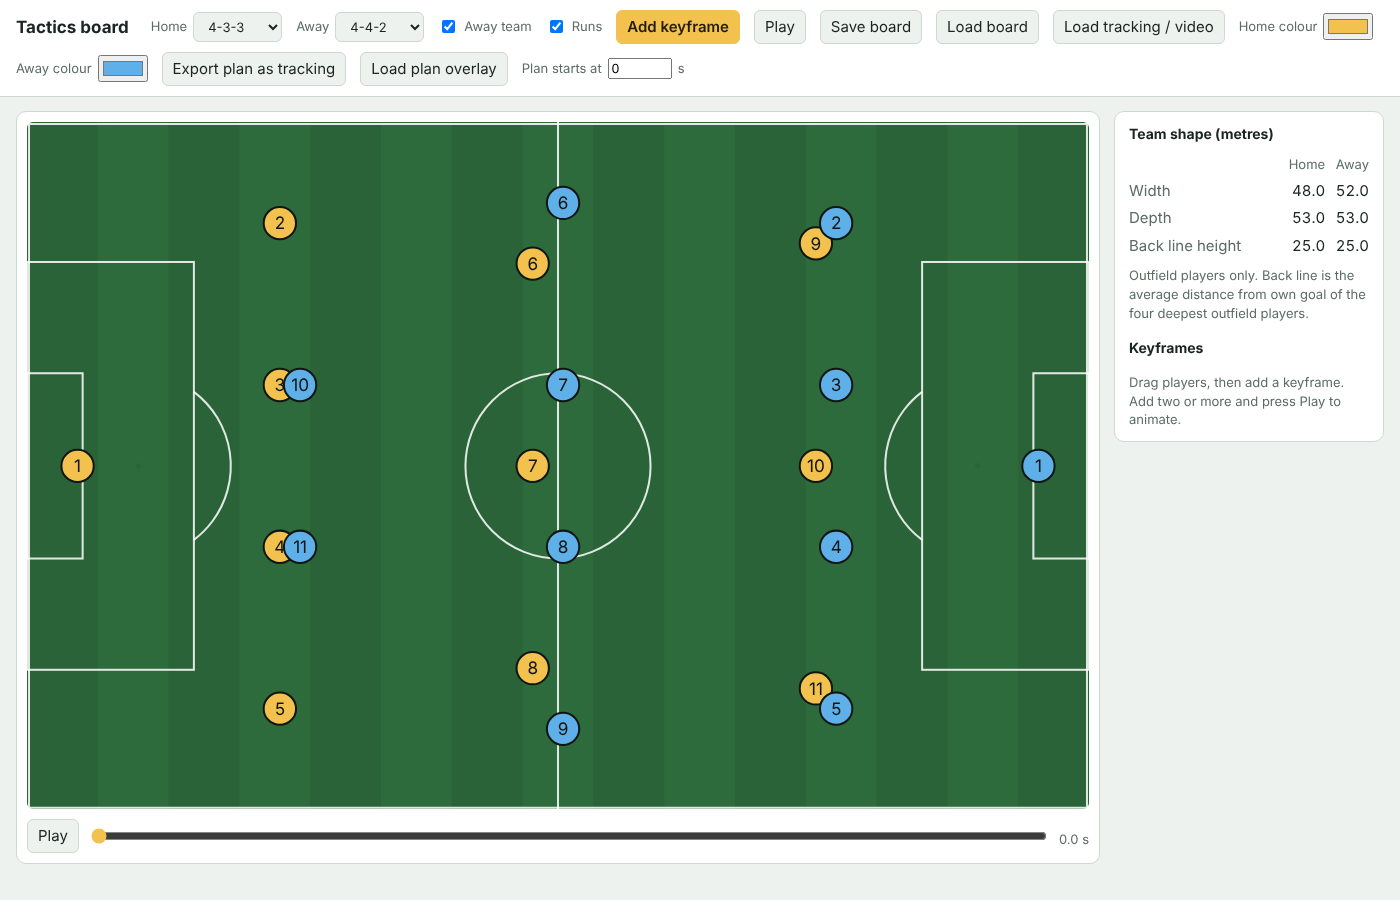 Tactics board Home 4-3-3 Away 4-4-2 Away team Runs Add keyframe Play Save board Load board Load tracking / video Home colour
Away colour Export plan as tracking Load plan overlay Plan starts at 0 s
Team shape (metres)
Home Away
Width 48.0 52.0
Depth 53.0 53.0
Back line height 25.0 25.0
Outfield players only. Back line is the
average distance from own goal of the
four deepest outfield players.
Keyframes
Drag players, then add a keyframe.
Add two or more and press Play to
animate.
6
2 2
9
6
3 10 7 3
1 7 10 1
4 11 8 4
8
11
5 5
9
Play 0.0 s